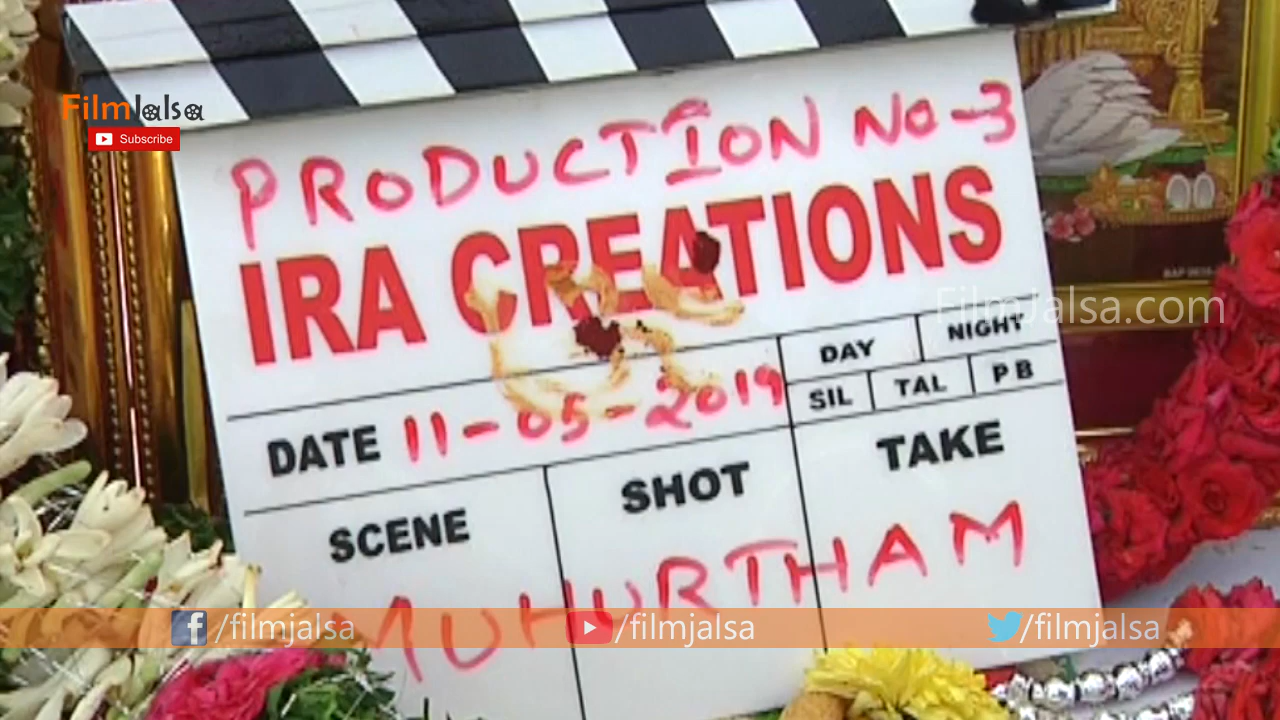 FilmJalsa
Subscribe
PRODUCTION No-3
IRA CREATIONS
FilmJalsa.com
DATE 11-05-2019
DAY NIGHT
SIL TAL PB
SCENE SHOT TAKE
MUHURTHAM
/filmjalsa /filmjalsa /filmjalsa